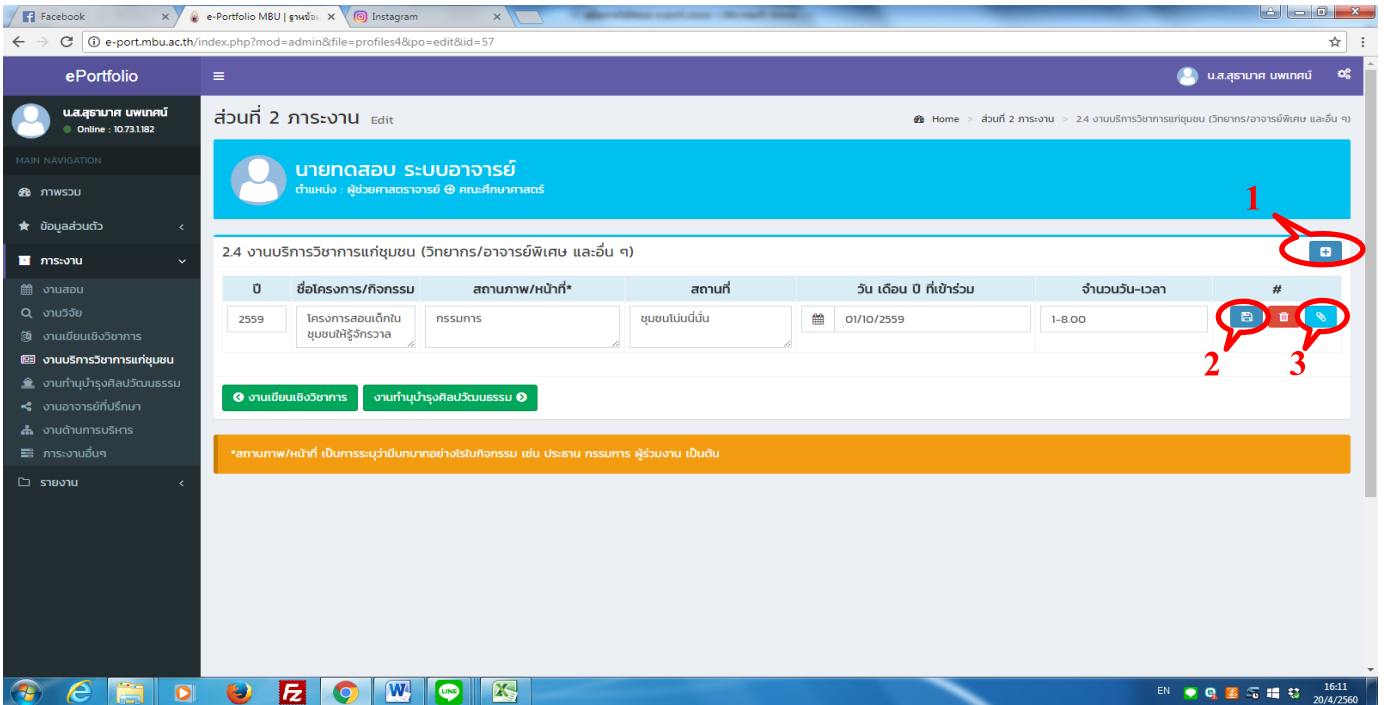 Facebook
e-Portfolio MBU | ฐานข้อ
Instagram
e-port.mbu.ac.th/index.php?mod=admin&file=profiles4&po=edit&id=57
ePortfolio
น.ส.สุธามาศ นพเทศน์
น.ส.สุธามาศ นพเทศน์
Online : 10.73.1.182
ส่วนที่ 2 ภาระงาน Edit
Home > ส่วนที่ 2 ภาระงาน > 2.4 งานบริการวิชาการแก่ชุมชน (วิทยากร/อาจารย์พิเศษ และอื่น ๆ)
MAIN NAVIGATION
ภาพรวม
ข้อมูลส่วนตัว
ภาระงาน
งานสอน
งานวิจัย
งานเขียนเชิงวิชาการ
งานบริการวิชาการแก่ชุมชน
งานทำนุบำรุงศิลปวัฒนธรรม
งานอาจารย์ที่ปรึกษา
งานด้านการบริหาร
ภาระงานอื่นๆ
รายงาน
นายทดสอบ ระบบอาจารย์
ตำแหน่ง : ผู้ช่วยศาสตราจารย์ คณะศึกษาศาสตร์
1
2.4 งานบริการวิชาการแก่ชุมชน (วิทยากร/อาจารย์พิเศษ และอื่น ๆ)
ปี ชื่อโครงการ/กิจกรรม สถานภาพ/หน้าที่* สถานที่ วัน เดือน ปี ที่เข้าร่วม จำนวนวัน-เวลา #
2559 โครงการสอนเด็กใน กรรมการ ชุมชนโน่นนี่นั่น 01/10/2559 1-8.00
ชุมชนให้รู้จักรวาล
2 3
งานเขียนเชิงวิชาการ งานทำนุบำรุงศิลปวัฒนธรรม
*สถานภาพ/หน้าที่ เป็นการระบุว่ามีบทบาทอย่างไรในกิจกรรม เช่น ประธาน กรรมการ ผู้ร่วมงาน เป็นต้น
EN
16:11
20/4/2560